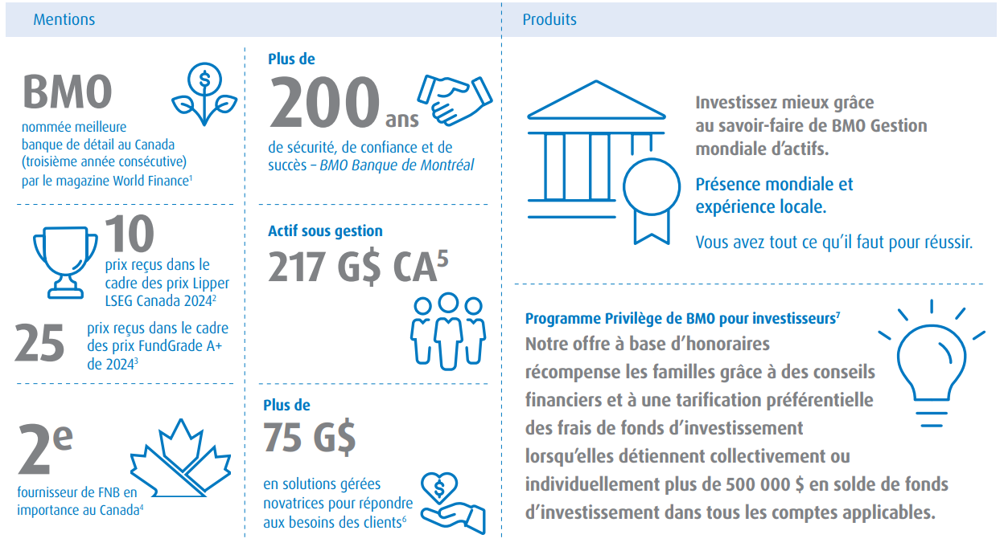 Mentions
BMO
nommée meilleure
banque de détail au Canada
(troisième année consécutive)
par le magazine World Finance¹
10
prix reçus dans le
cadre des prix Lipper
LSEG Canada 2024²
25
prix reçus dans le cadre
des prix FundGrade A+
de 2024³
2ᵉ
fournisseur de FNB en
importance au Canada⁴
Plus de
200 ans
de sécurité, de confiance et de
succès – BMO Banque de Montréal
Actif sous gestion
217 G$ CA⁵
Plus de
75 G$
en solutions gérées
novatrices pour répondre
aux besoins des clients⁶
Produits
Investissez mieux grâce
au savoir-faire de BMO Gestion
mondiale d’actifs.
Présence mondiale et
expérience locale.
Vous avez tout ce qu’il faut pour réussir.
Programme Privilège de BMO pour investisseurs⁷
Notre offre à base d’honoraires
récompense les familles grâce à des conseils
financiers et à une tarification préférentielle
des frais de fonds d’investissement
lorsqu’elles détiennent collectivement ou
individuellement plus de 500 000 $ en solde de fonds
d’investissement dans tous les comptes applicables.